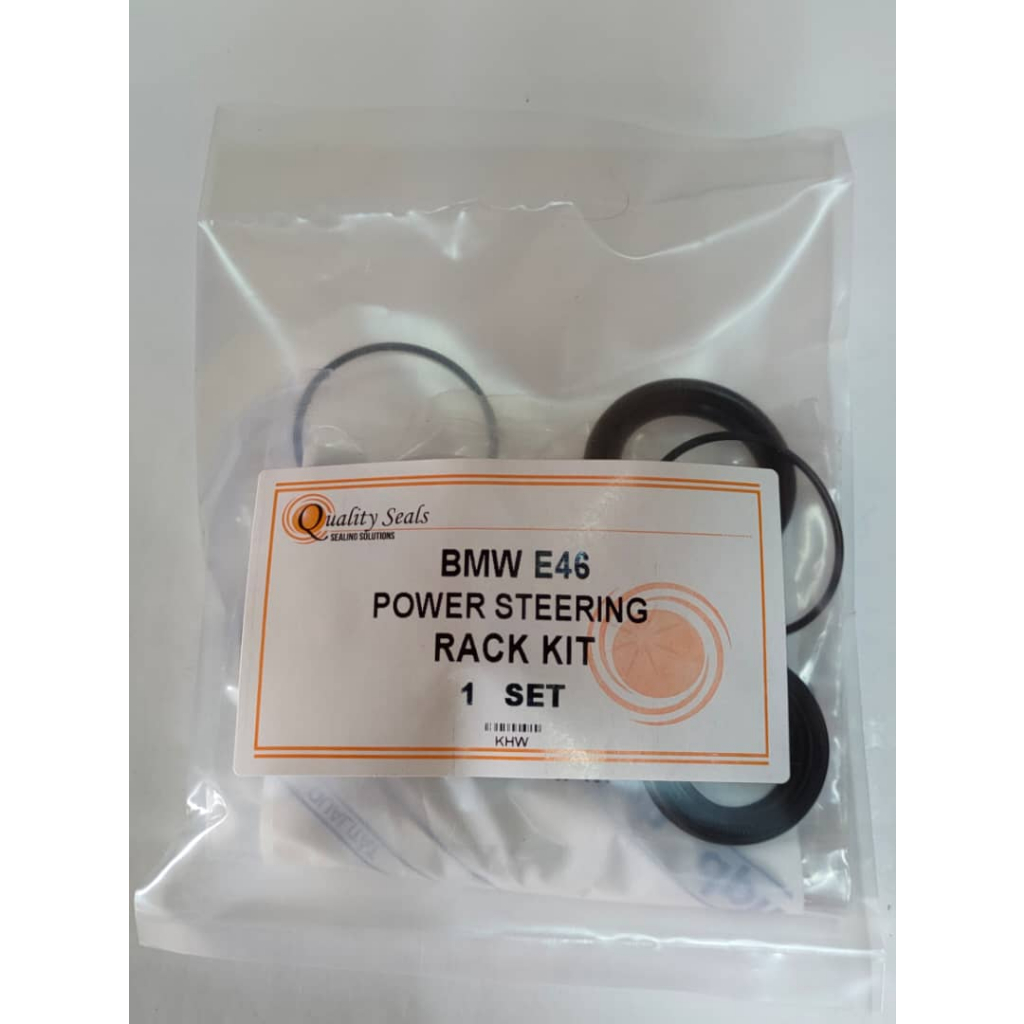 Quality Seals
SEALING SOLUTIONS
BMW E46
POWER STEERING
RACK KIT
1 SET
KHW